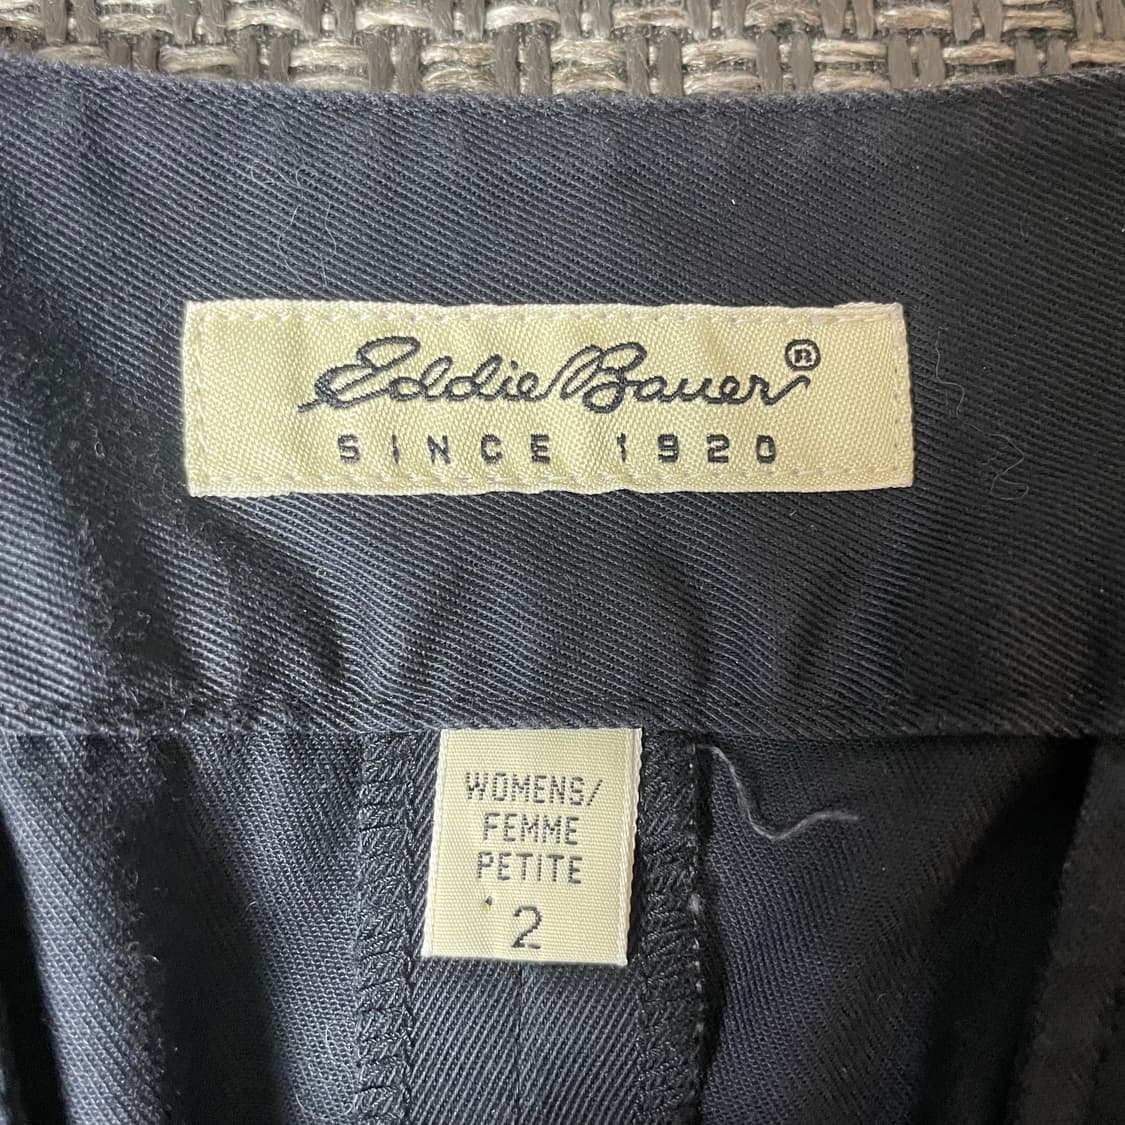 Eddie Bauer®
SINCE 1920
WOMENS/
FEMME
PETITE
2